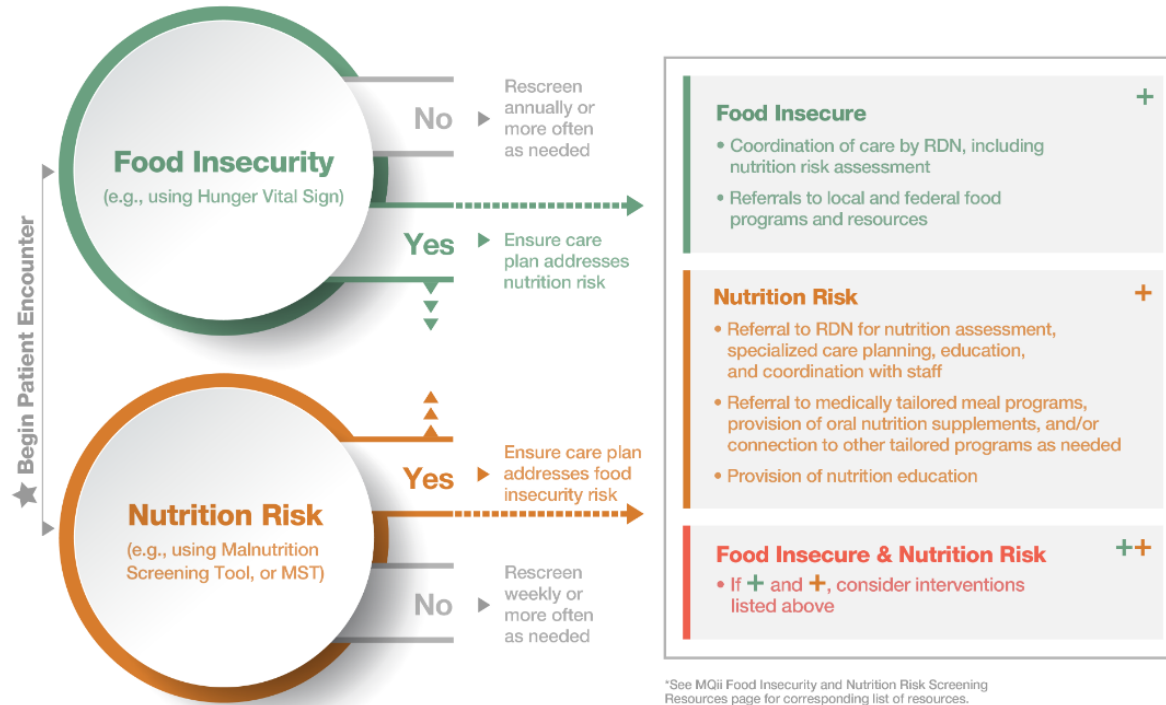 Begin Patient Encounter
Food Insecurity
(e.g., using Hunger Vital Sign)
No
Rescreen
annually or
more often
as needed
Yes
Ensure care
plan addresses
nutrition risk
Nutrition Risk
(e.g., using Malnutrition
Screening Tool, or MST)
Yes
Ensure care plan
addresses food
insecurity risk
No
Rescreen
weekly or
more often
as needed
Food Insecure
+
• Coordination of care by RDN, including
nutrition risk assessment
• Referrals to local and federal food
programs and resources
Nutrition Risk
+
• Referral to RDN for nutrition assessment,
specialized care planning, education,
and coordination with staff
• Referral to medically tailored meal programs,
provision of oral nutrition supplements, and/or
connection to other tailored programs as needed
• Provision of nutrition education
Food Insecure & Nutrition Risk
++
• If + and +, consider interventions
listed above
*See MQii Food Insecurity and Nutrition Risk Screening
Resources page for corresponding list of resources.